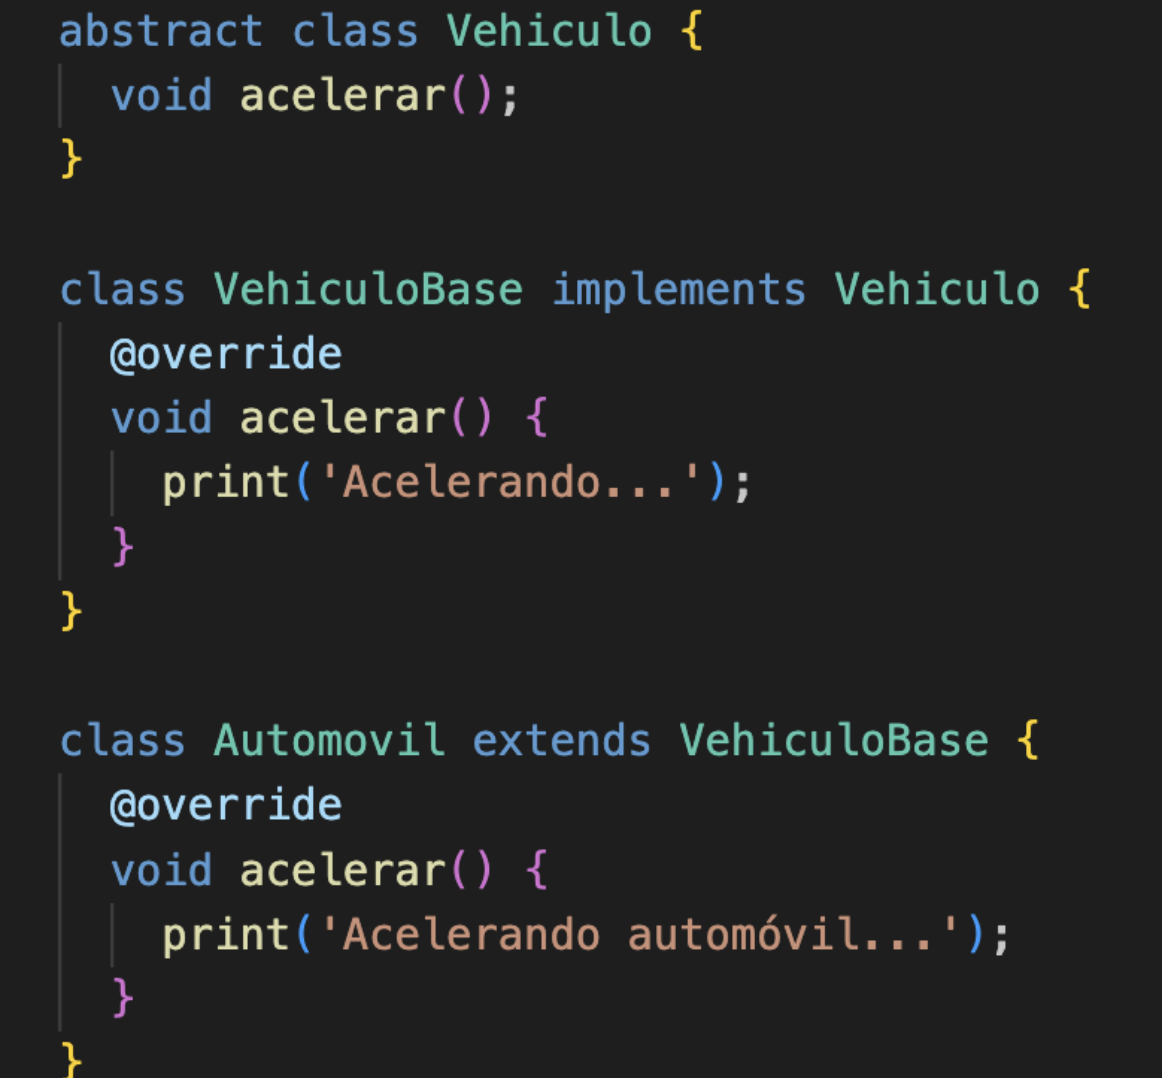 abstract class Vehiculo {
void acelerar();
}
class VehiculoBase implements Vehiculo {
@override
void acelerar() {
print('Acelerando...');
}
}
class Automovil extends VehiculoBase {
@override
void acelerar() {
print('Acelerando automóvil...');
}
}